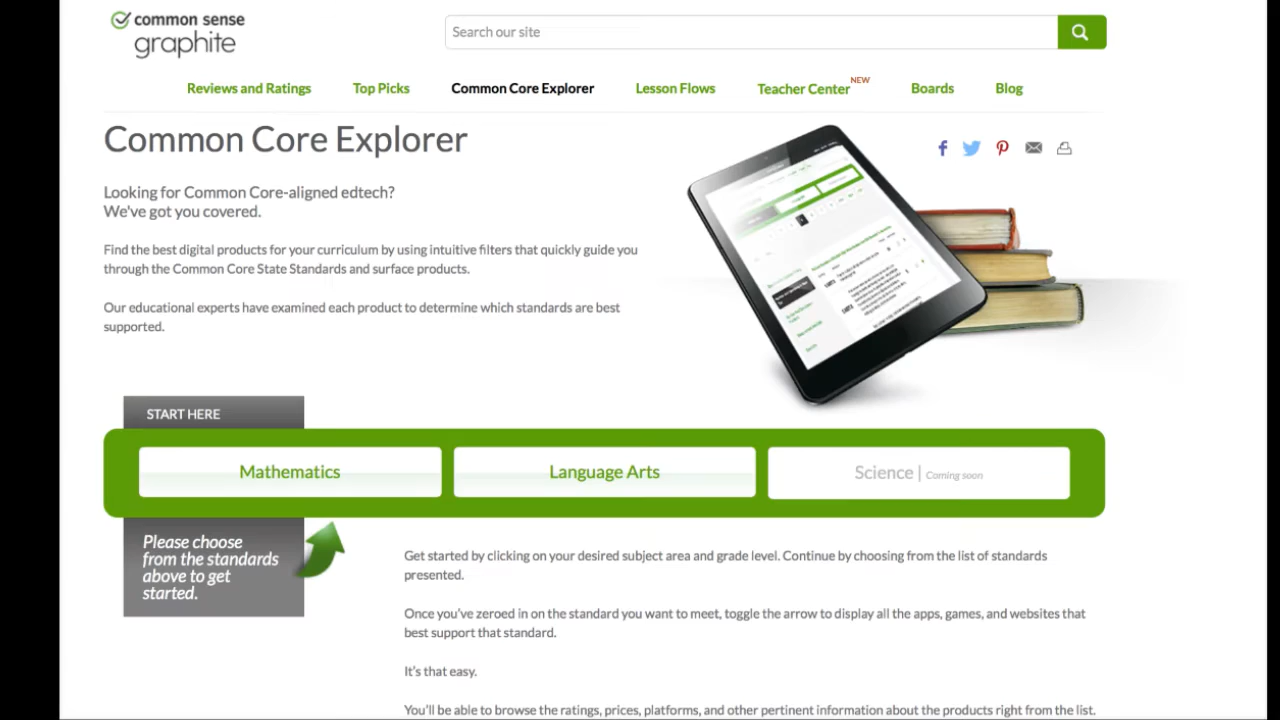 common sense
graphite
Search our site
Reviews and Ratings
Top Picks
Common Core Explorer
Lesson Flows
Teacher Center NEW
Boards
Blog
Common Core Explorer
Looking for Common Core-aligned edtech?
We've got you covered.
Find the best digital products for your curriculum by using intuitive filters that quickly guide you
through the Common Core State Standards and surface products.
Our educational experts have examined each product to determine which standards are best
supported.
START HERE
Mathematics
Language Arts
Science | Coming soon
Please choose
from the standards
above to get
started.
Get started by clicking on your desired subject area and grade level. Continue by choosing from the list of standards
presented.
Once you've zeroed in on the standard you want to meet, toggle the arrow to display all the apps, games, and websites that
best support that standard.
It's that easy.
You'll be able to browse the ratings, prices, platforms, and other pertinent information about the products right from the list.